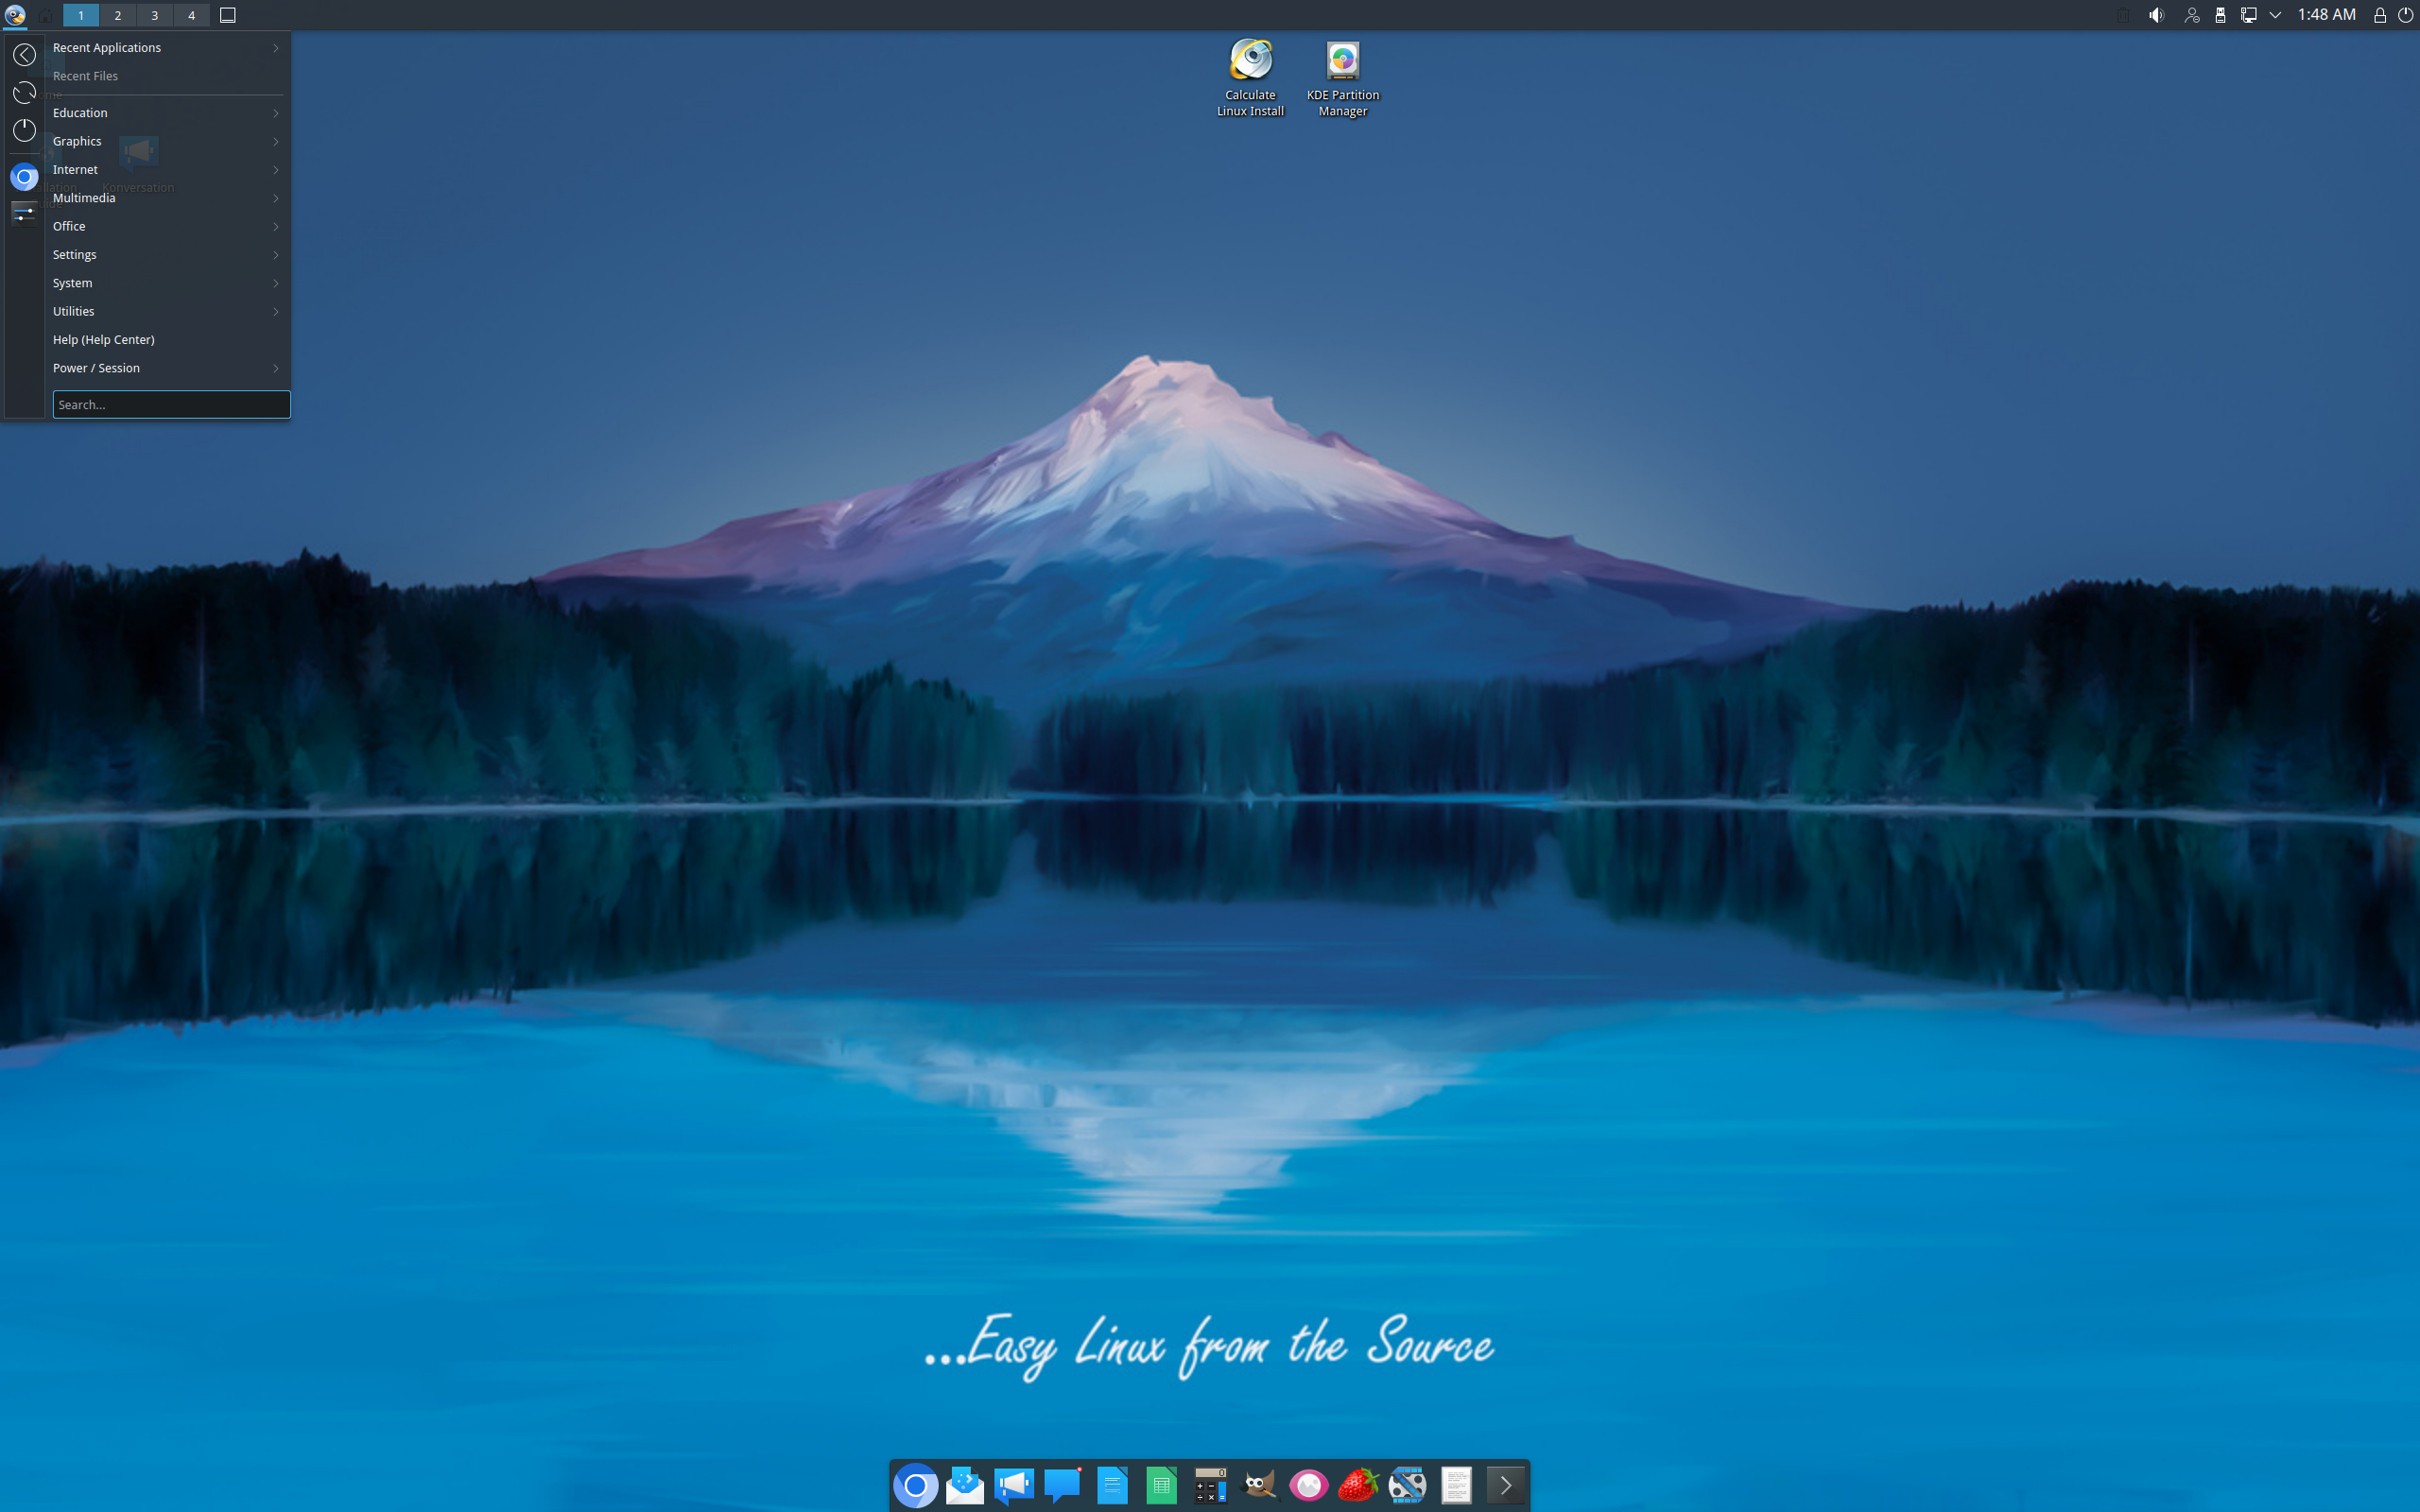 1 2 3 4
1:48 AM
Recent Applications
Recent Files
Education
Graphics
Internet
Multimedia
Office
Settings
System
Utilities
Help (Help Center)
Power / Session
Search...
Konversation
Calculate
Linux Install
KDE Partition
Manager
...Easy Linux from the Source